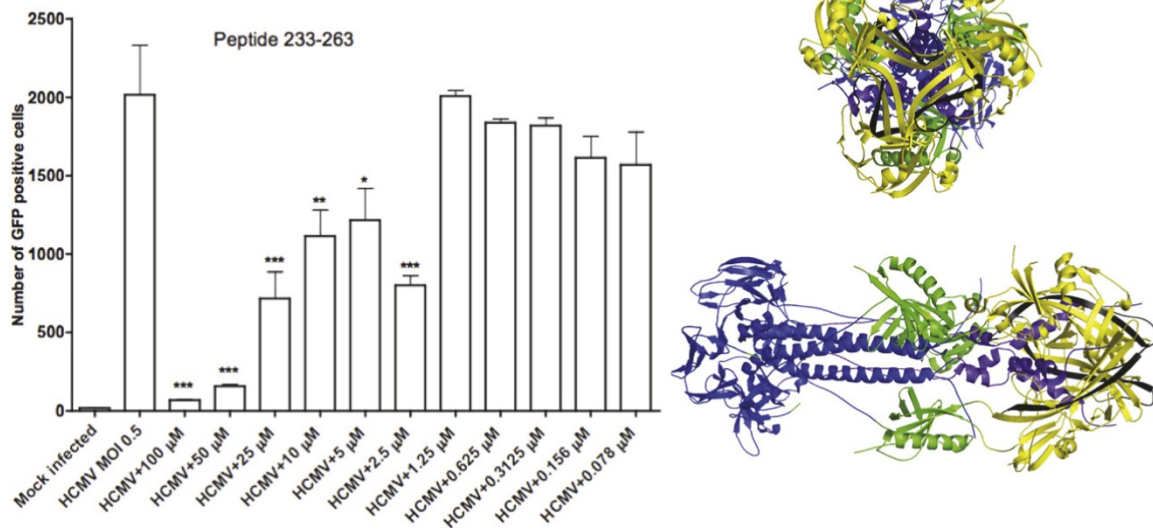 Peptide 233-263
Number of GFP positive cells
2500
2000
1500
1000
500
0
***
***
***
**
*
***
Mock infected
HCMV MOI 0.5
HCMV+100 µM
HCMV+50 µM
HCMV+25 µM
HCMV+10 µM
HCMV+5 µM
HCMV+2.5 µM
HCMV+1.25 µM
HCMV+0.625 µM
HCMV+0.3125 µM
HCMV+0.156 µM
HCMV+0.078 µM